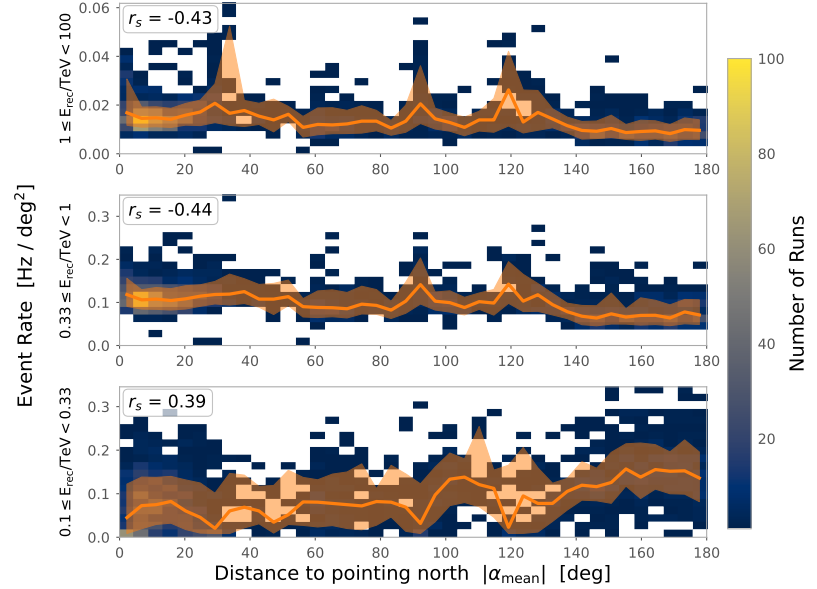 r_s = -0.43
1 ≤ E_rec/TeV < 100
0.06
0.04
0.02
0.00
0 20 40 60 80 100 120 140 160 180
r_s = -0.44
0.33 ≤ E_rec/TeV < 1
0.3
0.2
0.1
0.0
0 20 40 60 80 100 120 140 160 180
r_s = 0.39
0.1 ≤ E_rec/TeV < 0.33
0.3
0.2
0.1
0.0
0 20 40 60 80 100 120 140 160 180
Distance to pointing north |α_mean| [deg]
Event Rate [Hz / deg²]
100
80
60
40
20
Number of Runs